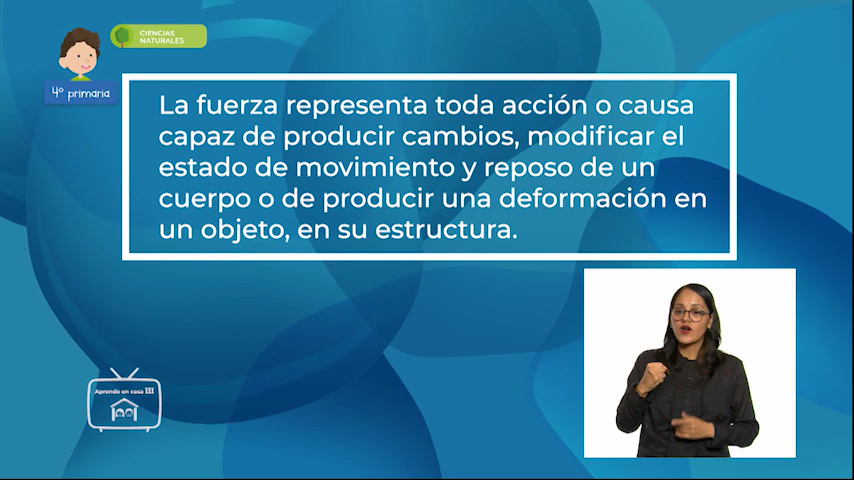 CIENCIAS
NATURALES
4º primaria
La fuerza representa toda acción o causa
capaz de producir cambios, modificar el
estado de movimiento y reposo de un
cuerpo o de producir una deformación en
un objeto, en su estructura.
Aprende en casa III